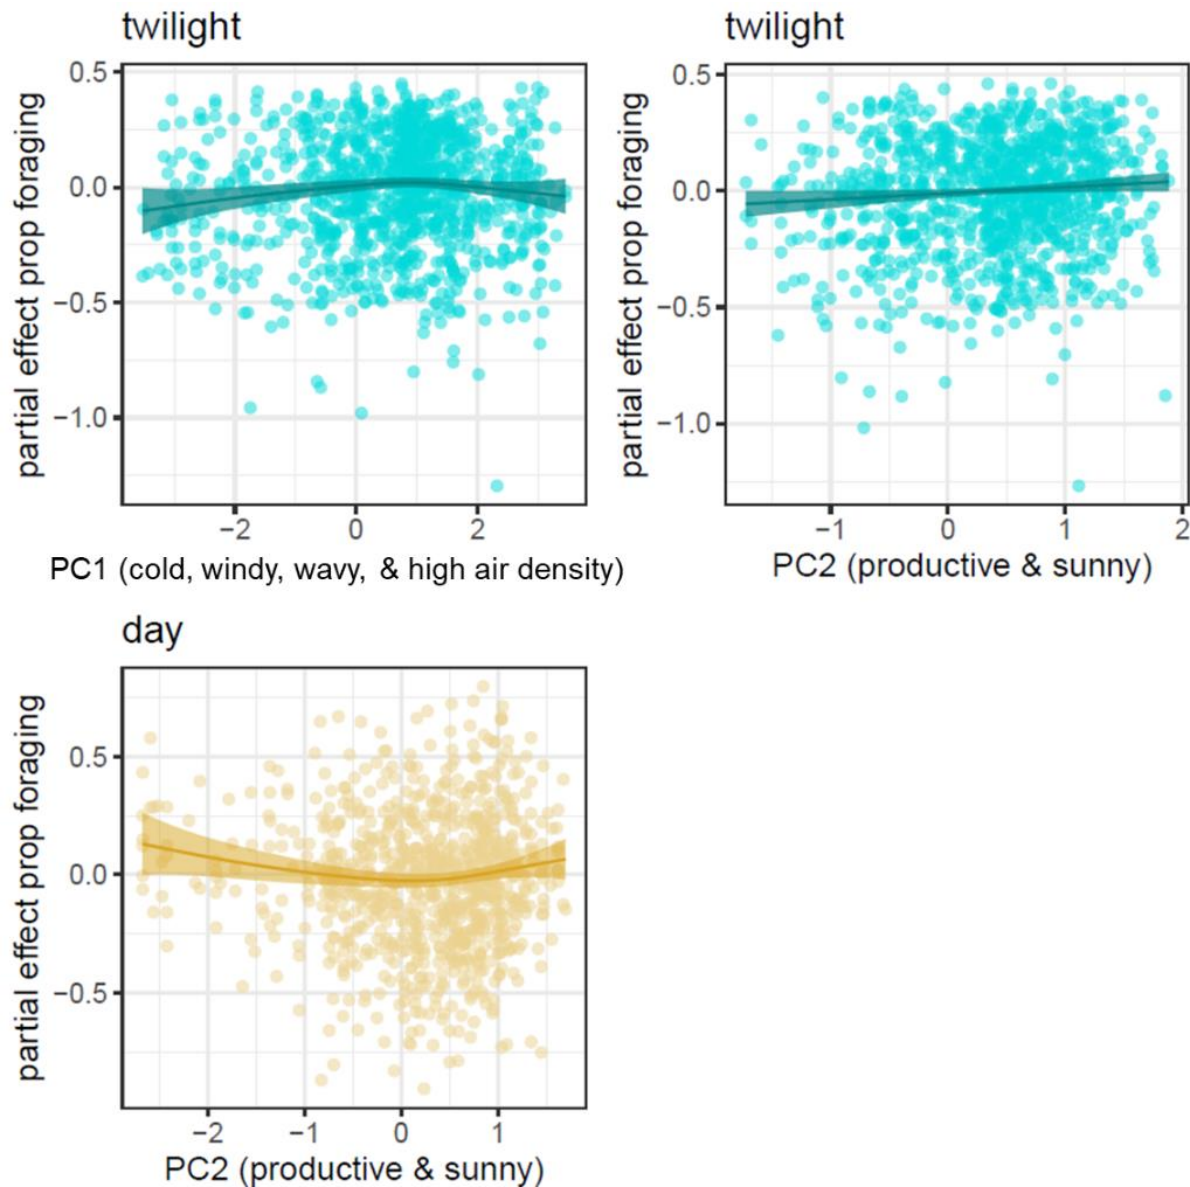 twilight
twilight
partial effect prop foraging
0.5
0.0
−0.5
−1.0
−2
0
2
PC1 (cold, windy, wavy, & high air density)
partial effect prop foraging
0.5
0.0
−0.5
−1.0
−1
0
1
2
PC2 (productive & sunny)
day
partial effect prop foraging
0.5
0.0
−0.5
−2
−1
0
1
PC2 (productive & sunny)